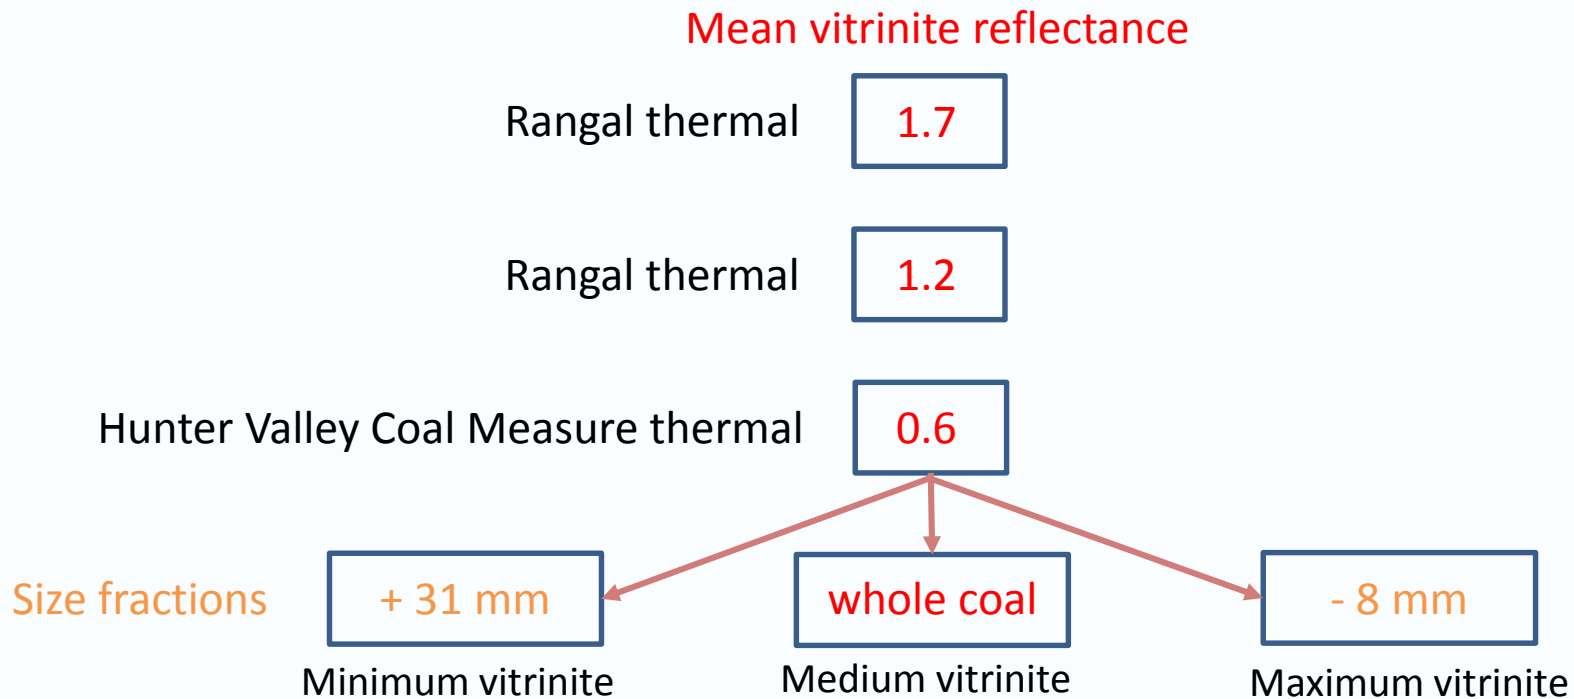 Mean vitrinite reflectance
Rangal thermal 1.7
Rangal thermal 1.2
Hunter Valley Coal Measure thermal 0.6
Size fractions + 31 mm whole coal - 8 mm
Minimum vitrinite Medium vitrinite Maximum vitrinite